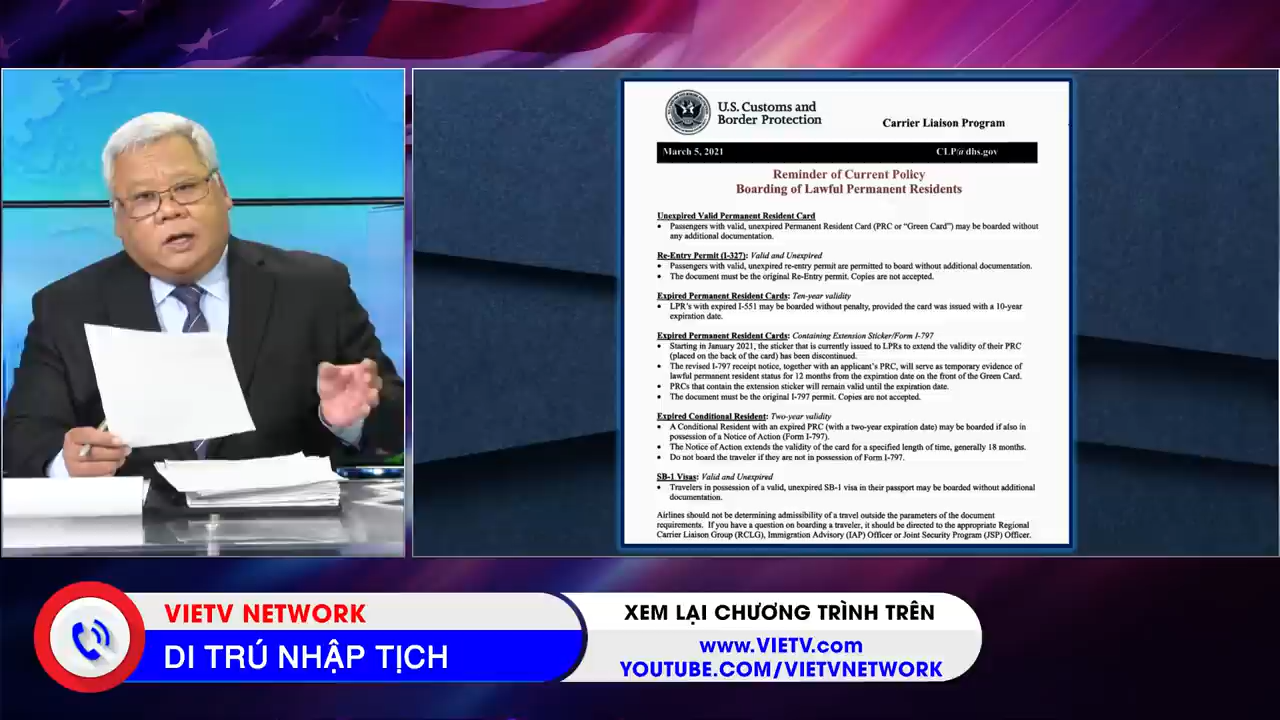 U.S. Customs and
Border Protection
Carrier Liaison Program
March 5, 2021
CLP@dhs.gov
Reminder of Current Policy
Boarding of Lawful Permanent Residents
Unexpired Valid Permanent Resident Card
• Passengers with valid, unexpired Permanent Resident Card (PRC or “Green Card”) may be boarded without
any additional documentation.
Re-Entry Permit (I-327): Valid and Unexpired
• Passengers with valid, unexpired re-entry permit are permitted to board without additional documentation.
• The document must be the original Re-Entry permit. Copies are not accepted.
Expired Permanent Resident Cards: Ten-year validity
• LPR’s with expired I-551 may be boarded without penalty, provided the card was issued with a 10-year
expiration date.
Expired Permanent Resident Cards: Containing Extension Sticker/Form I-797
• Starting in January 2021, the sticker that is currently issued to LPRs to extend the validity of their PRC
(placed on the back of the card) has been discontinued.
• The revised I-797 receipt notice, together with an applicant’s PRC, will serve as temporary evidence of
lawful permanent resident status for 12 months from the expiration date on the front of the Green Card.
• PRCs that contain the extension sticker will remain valid until the expiration date.
• The document must be the original I-797 permit. Copies are not accepted.
Expired Conditional Resident: Two-year validity
• A Conditional Resident with an expired PRC (with a two-year expiration date) may be boarded if also in
possession of a Notice of Action (Form I-797).
• The Notice of Action extends the validity of the card for a specified length of time, generally 18 months.
• Do not board the traveler if they are not in possession of Form I-797.
SB-1 Visas: Valid and Unexpired
• Travelers in possession of a valid, unexpired SB-1 visa in their passport may be boarded without additional
documentation.
Airlines should not be determining admissibility of a travel outside the parameters of the document
requirements. If you have a question on boarding a traveler, it should be directed to the appropriate Regional
Carrier Liaison Group (RCLG), Immigration Advisory (IAP) Officer or Joint Security Program (JSP) Officer.
VIETV NETWORK
DI TRÚ NHẬP TỊCH
XEM LẠI CHƯƠNG TRÌNH TRÊN
www.VIETV.com
YOUTUBE.COM/VIETVNETWORK